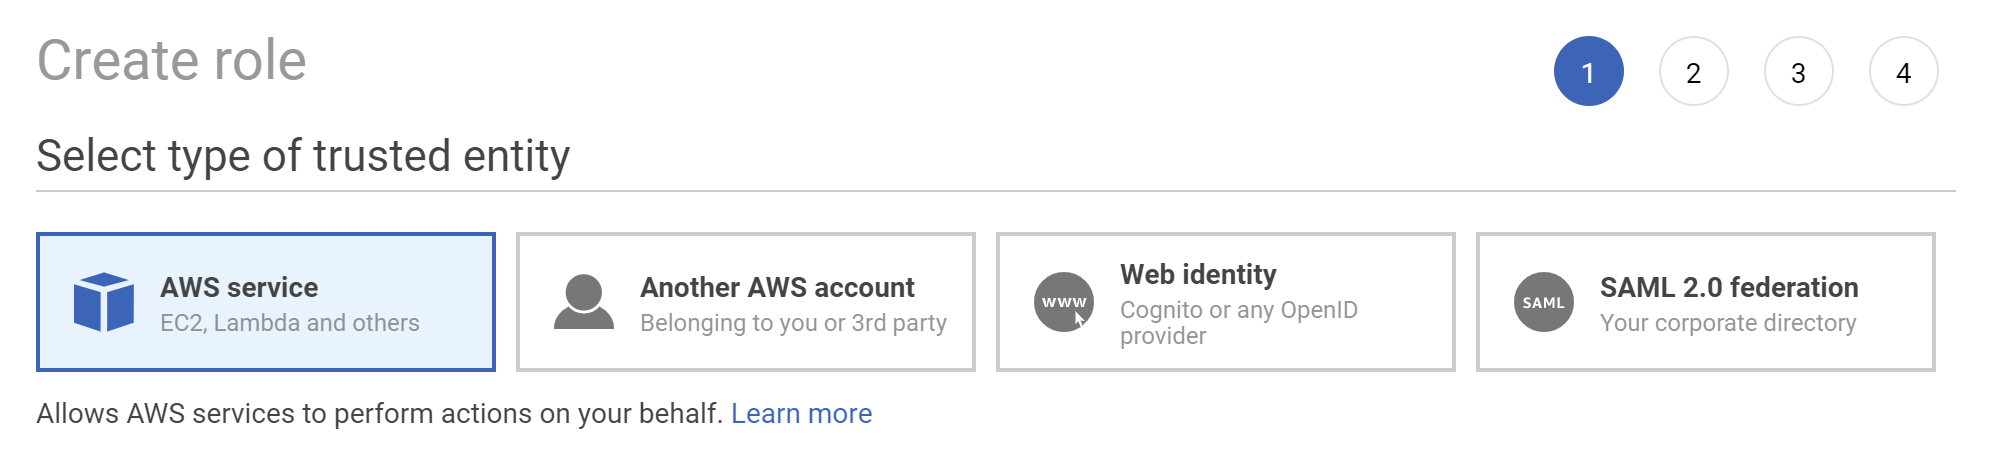 Create role
1 2 3 4
Select type of trusted entity
AWS service
EC2, Lambda and others
Another AWS account
Belonging to you or 3rd party
www
Web identity
Cognito or any OpenID
provider
SAML
SAML 2.0 federation
Your corporate directory
Allows AWS services to perform actions on your behalf. Learn more